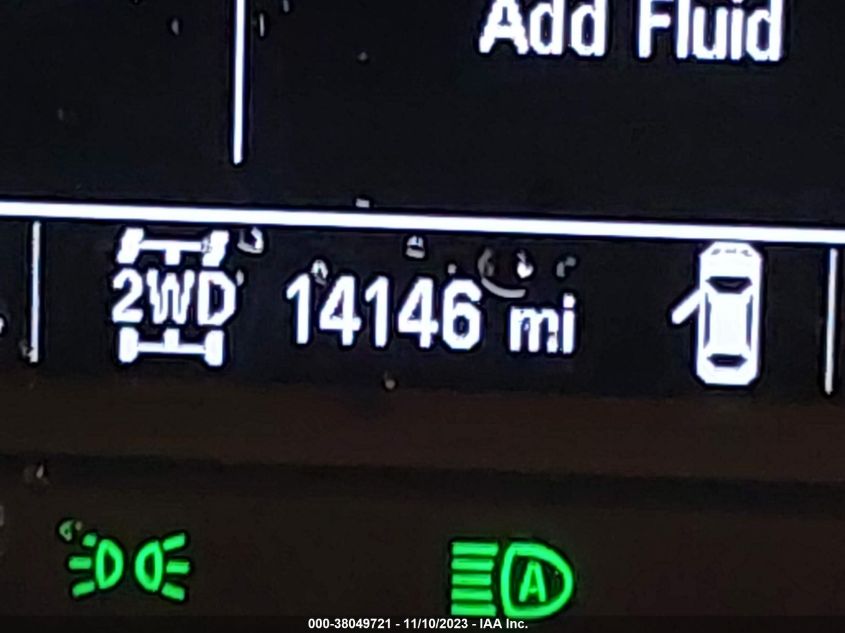 Add Fluid
2WD 14146 mi
A
000-38049721 - 11/10/2023 - IAA Inc.